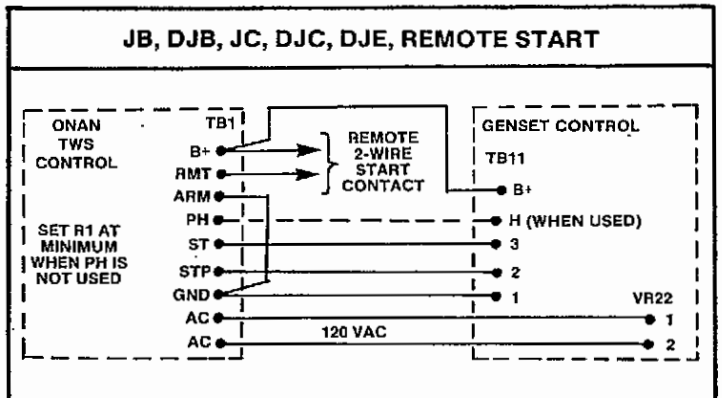 JB, DJB, JC, DJC, DJE, REMOTE START
ONAN
TWS
CONTROL
SET R1 AT
MINIMUM
WHEN PH IS
NOT USED
TB1
B+
RMT
ARM
PH
ST
STP
GND
AC
AC
REMOTE
2-WIRE
START
CONTACT
120 VAC
GENSET CONTROL
TB11
B+
H (WHEN USED)
3
2
1
VR22
1
2